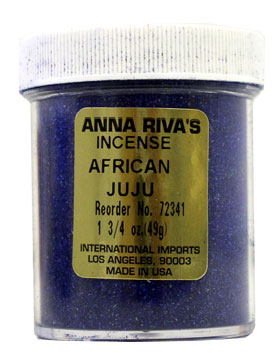 ANNA RIVA'S
INCENSE
AFRICAN
JUJU
Reorder No. 72341
1 3/4 oz.(49g)
INTERNATIONAL IMPORTS
LOS ANGELES, 90003
MADE IN USA